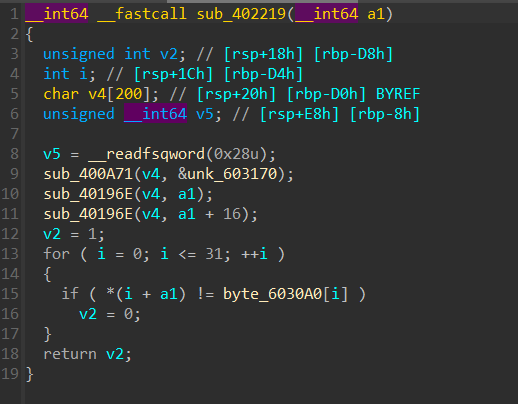 1 __int64 __fastcall sub_402219(__int64 a1)
2 {
3   unsigned int v2; // [rsp+18h] [rbp-D8h]
4   int i; // [rsp+1Ch] [rbp-D4h]
5   char v4[200]; // [rsp+20h] [rbp-D0h] BYREF
6   unsigned __int64 v5; // [rsp+E8h] [rbp-8h]
7
8   v5 = __readfsqword(0x28u);
9   sub_400A71(v4, &unk_603170);
10   sub_40196E(v4, a1);
11   sub_40196E(v4, a1 + 16);
12   v2 = 1;
13   for ( i = 0; i <= 31; ++i )
14   {
15     if ( *(i + a1) != byte_6030A0[i] )
16       v2 = 0;
17   }
18   return v2;
19 }